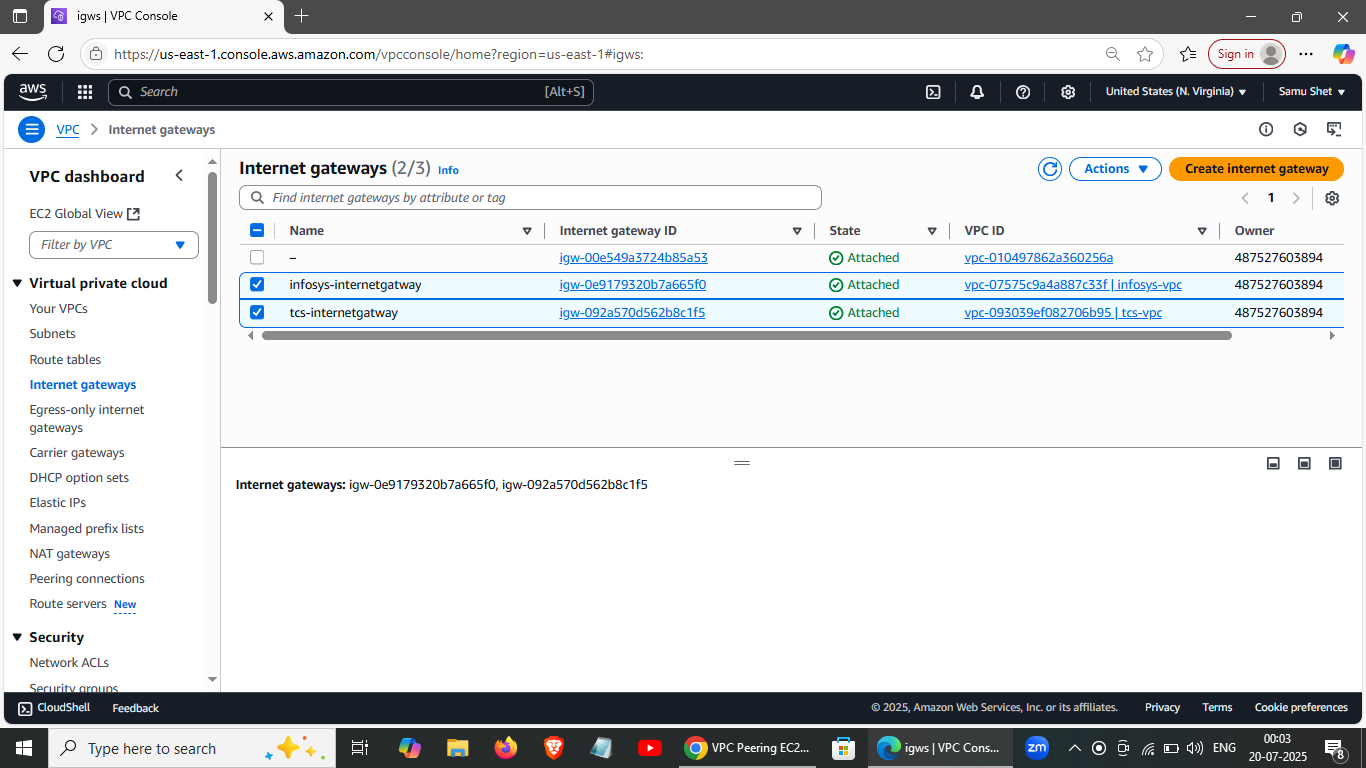 igws | VPC Console
https://us-east-1.console.aws.amazon.com/vpcconsole/home?region=us-east-1#igws:
Sign in
aws
Search
[Alt+S]
United States (N. Virginia)
Samu Shet
VPC
Internet gateways
VPC dashboard
EC2 Global View
Filter by VPC
Virtual private cloud
Your VPCs
Subnets
Route tables
Internet gateways
Egress-only internet
gateways
Carrier gateways
DHCP option sets
Elastic IPs
Managed prefix lists
NAT gateways
Peering connections
Route servers New
Security
Network ACLs
Security groups
Internet gateways (2/3) Info
Actions
Create internet gateway
Find internet gateways by attribute or tag
1
Name Internet gateway ID State VPC ID Owner
– igw-00e549a3724b85a53 Attached vpc-010497862a360256a 487527603894
infosys-internetgatway igw-0e9179320b7a665f0 Attached vpc-07575c9a4a887c33f | infosys-vpc 487527603894
tcs-internetgatway igw-092a570d562b8c1f5 Attached vpc-093039ef082706b95 | tcs-vpc 487527603894
Internet gateways: igw-0e9179320b7a665f0, igw-092a570d562b8c1f5
CloudShell Feedback © 2025, Amazon Web Services, Inc. or its affiliates. Privacy Terms Cookie preferences
Type here to search
VPC Peering EC2...
igws | VPC Cons...
zm
ENG
00:03
20-07-2025
8